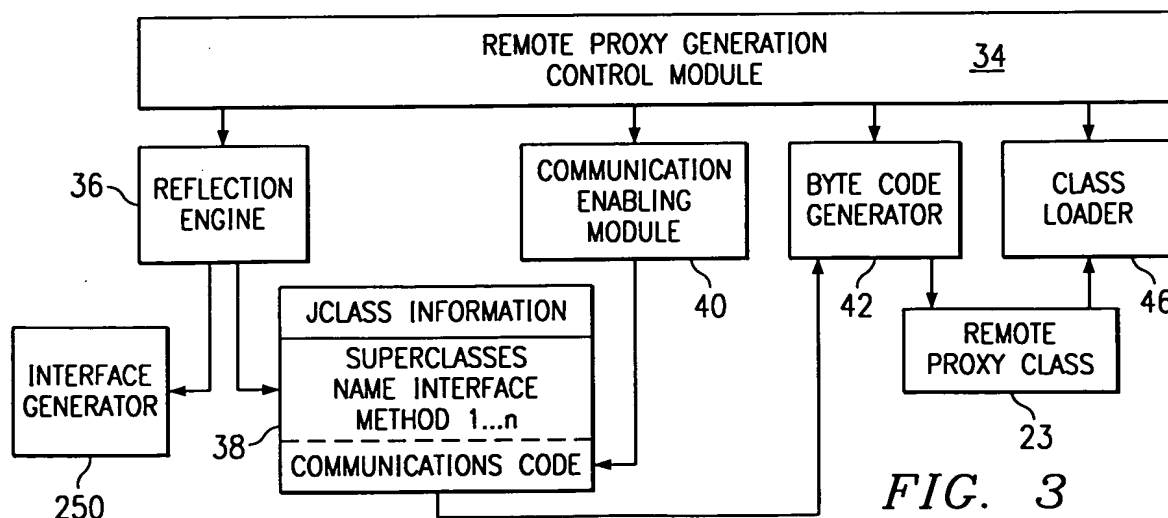 REMOTE PROXY GENERATION
CONTROL MODULE
34
36
REFLECTION
ENGINE
COMMUNICATION
ENABLING
MODULE
40
BYTE CODE
GENERATOR
42
CLASS
LOADER
46
INTERFACE
GENERATOR
250
JCLASS INFORMATION
SUPERCLASSES
NAME INTERFACE
METHOD 1...n
38
COMMUNICATIONS CODE
REMOTE
PROXY CLASS
23
FIG. 3